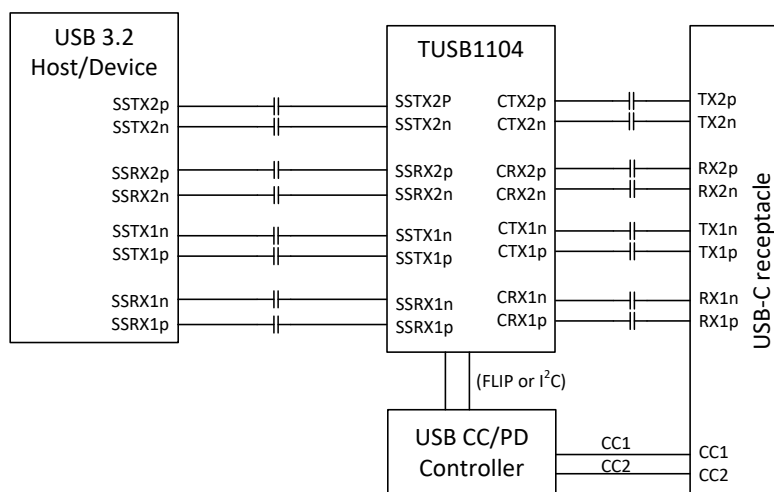 USB 3.2
Host/Device
SSTX2p
SSTX2n
SSRX2p
SSRX2n
SSTX1n
SSTX1p
SSRX1n
SSRX1p
TUSB1104
SSTX2P
SSTX2n
SSRX2p
SSRX2n
SSTX1n
SSTX1p
SSRX1n
SSRX1p
CTX2p
CTX2n
CRX2p
CRX2n
CTX1n
CTX1p
CRX1n
CRX1p
TX2p
TX2n
RX2p
RX2n
TX1n
TX1p
RX1n
RX1p
USB-C receptacle
(FLIP or I²C)
USB CC/PD
Controller
CC1
CC2
CC1
CC2